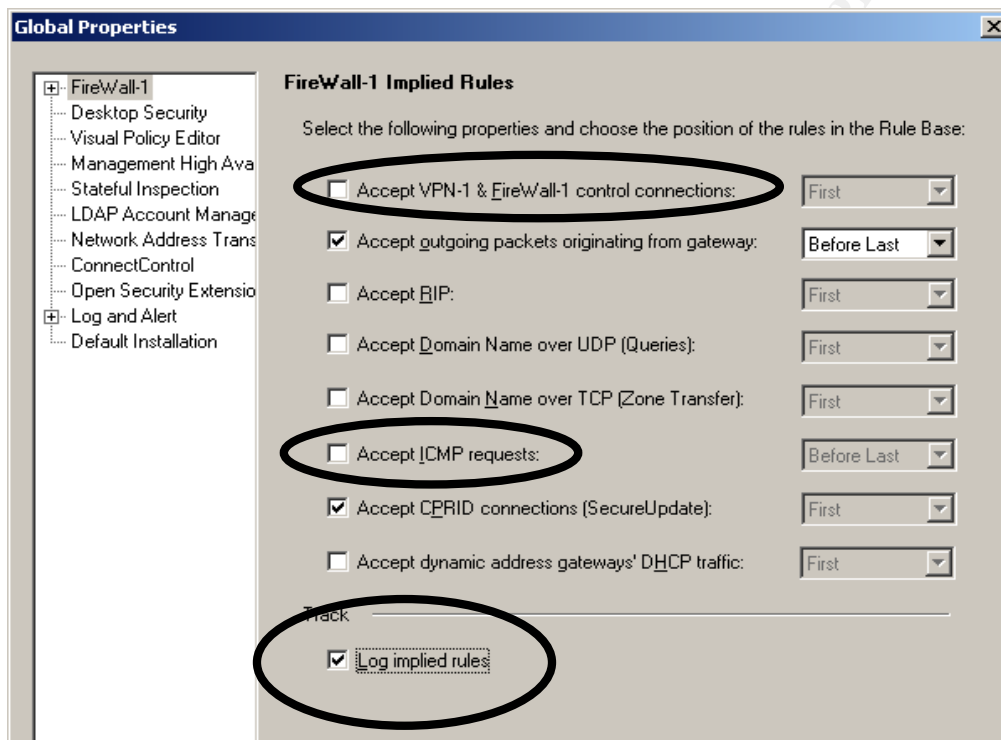 Global Properties
FireWall-1
Desktop Security
Visual Policy Editor
Management High Ava
Stateful Inspection
LDAP Account Manage
Network Address Trans
ConnectControl
Open Security Extensio
Log and Alert
Default Installation
FireWall-1 Implied Rules
Select the following properties and choose the position of the rules in the Rule Base:
Accept VPN-1 & FireWall-1 control connections: First
Accept outgoing packets originating from gateway: Before Last
Accept RIP: First
Accept Domain Name over UDP (Queries): First
Accept Domain Name over TCP (Zone Transfer): First
Accept ICMP requests: Before Last
Accept CPRID connections (SecureUpdate): First
Accept dynamic address gateways' DHCP traffic: First
Track
Log implied rules